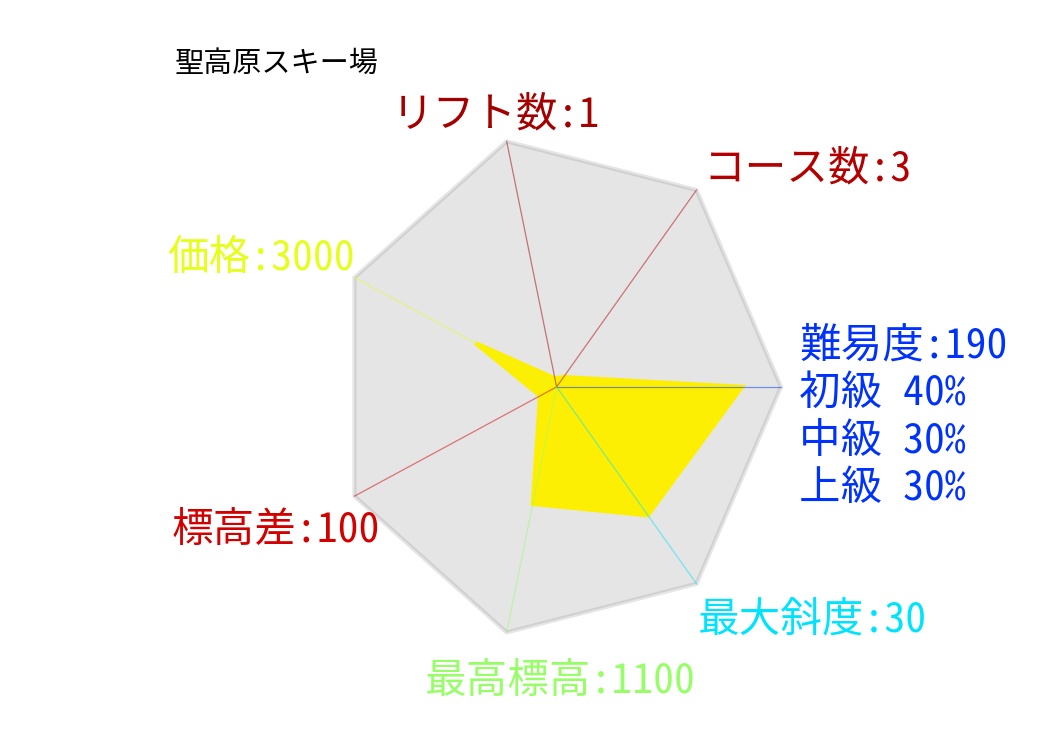 聖高原スキー場
リフト数:1
コース数:3
価格:3000
難易度:190
初級 40%
中級 30%
上級 30%
標高差:100
最大斜度:30
最高標高:1100